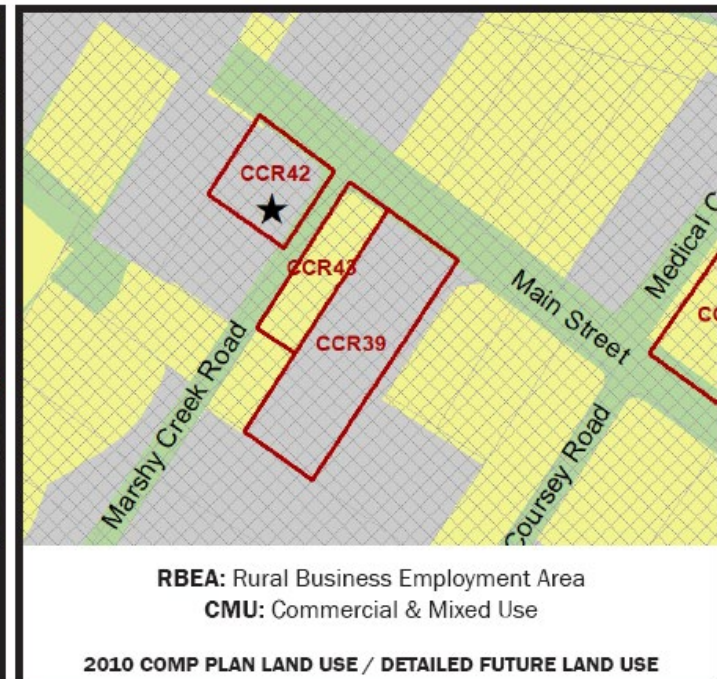 CCR42
CCR43
CCR39
Main Street
Medical
Marshy Creek Road
Coursey Road
RBEA: Rural Business Employment Area
CMU: Commercial & Mixed Use
2010 COMP PLAN LAND USE / DETAILED FUTURE LAND USE